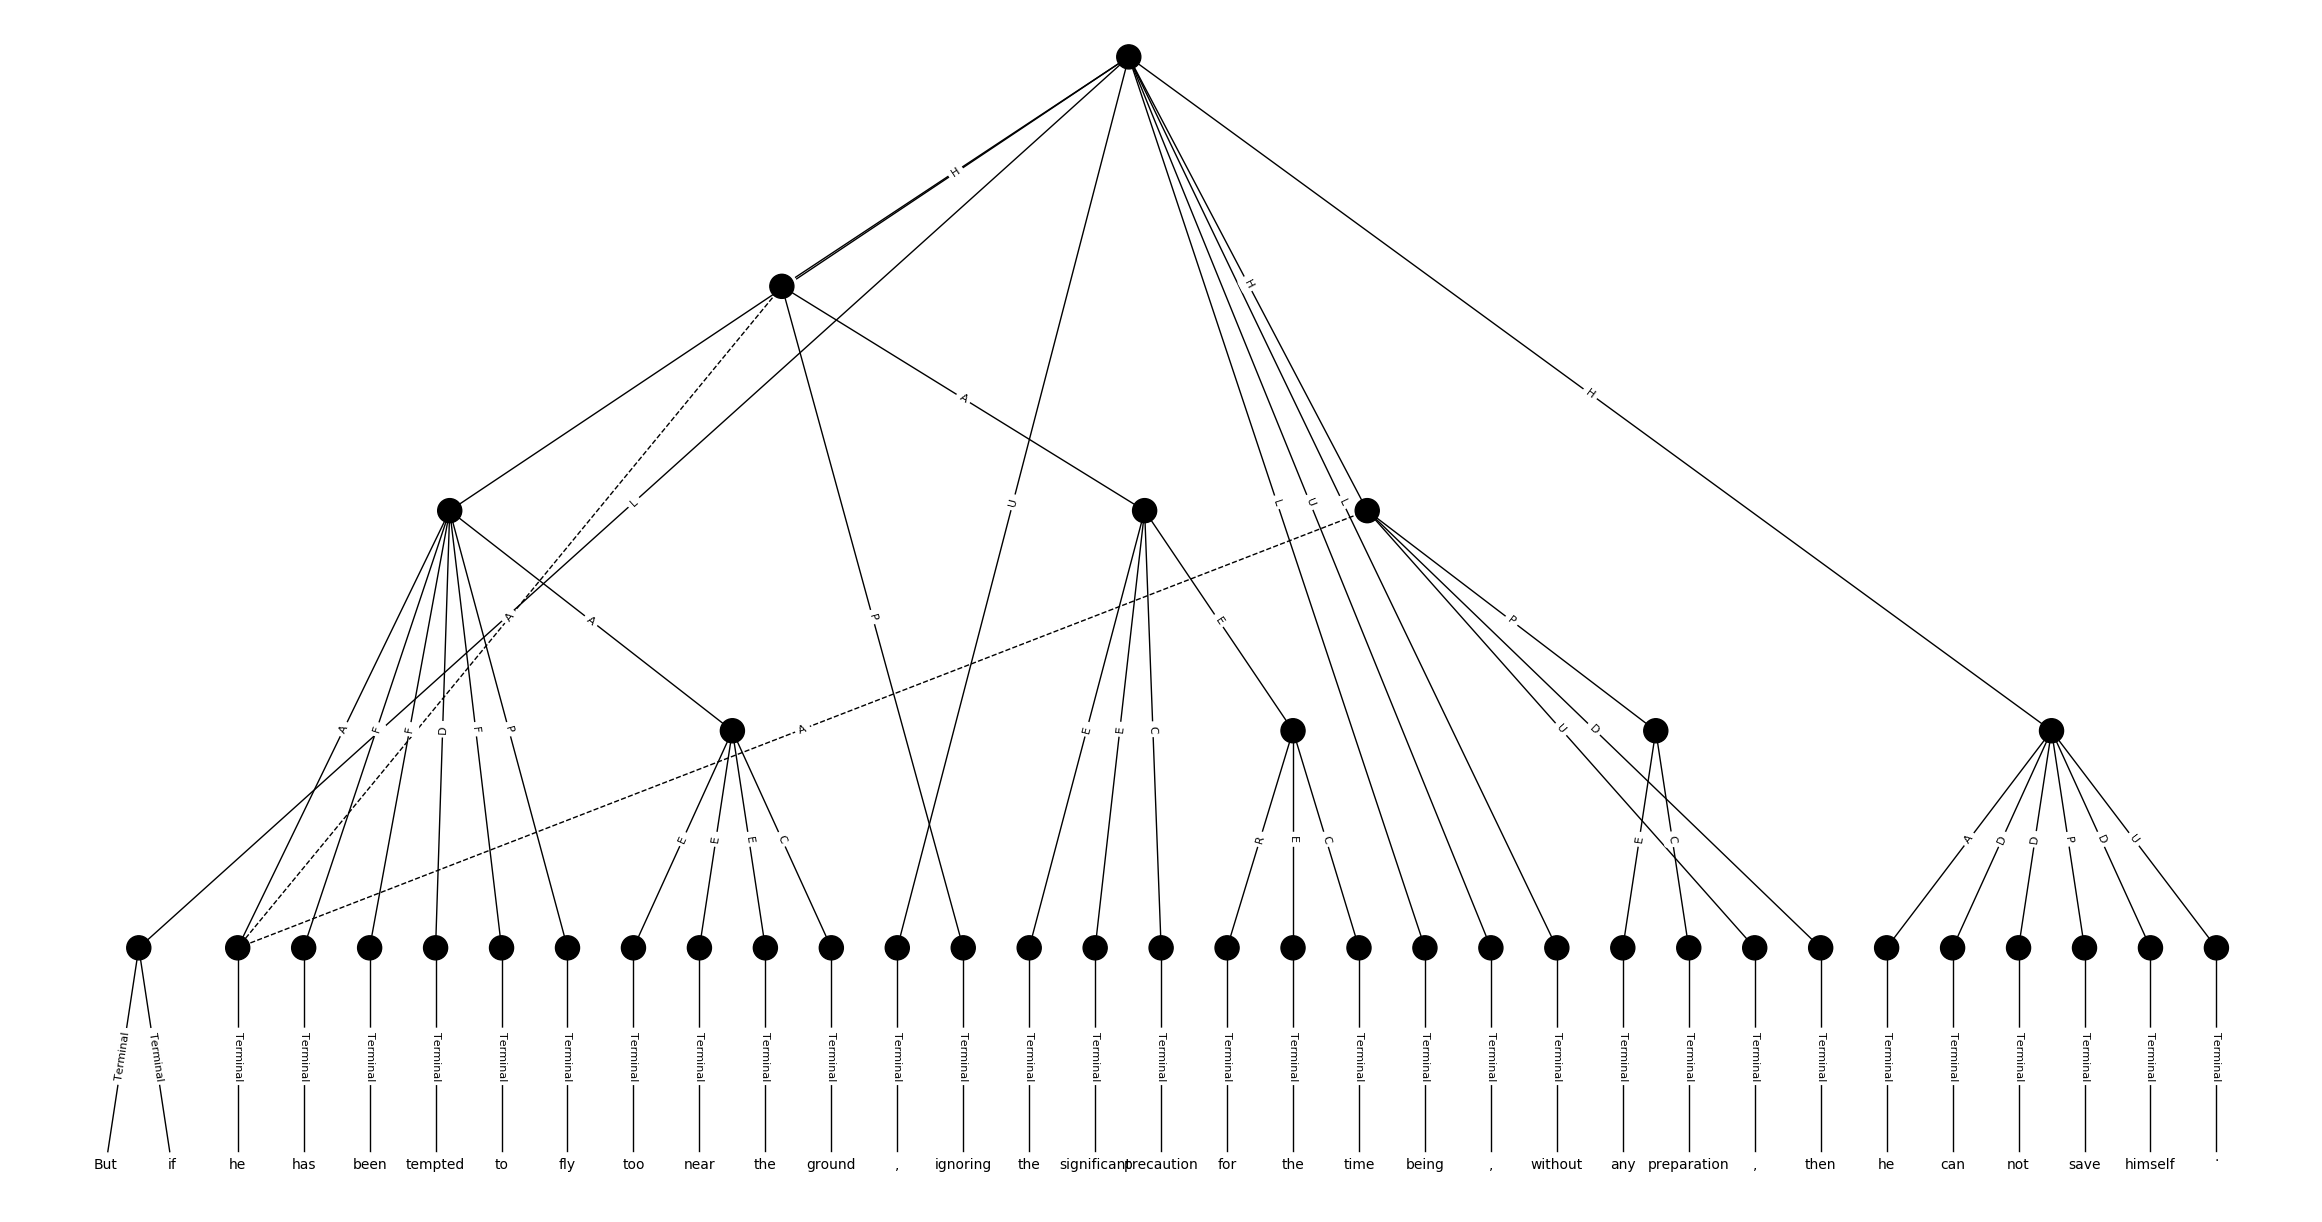 H
H
H
A
L
U
L
U
L
A
A
P
E
P
A
F
F
D
F
P
A
E
E
C
U
D
E
E
E
C
R
E
C
E
C
A
D
D
P
D
U
Terminal Terminal Terminal Terminal Terminal Terminal Terminal Terminal Terminal Terminal Terminal Terminal Terminal Terminal Terminal Terminal Terminal Terminal Terminal Terminal Terminal Terminal Terminal Terminal Terminal Terminal Terminal Terminal Terminal Terminal Terminal Terminal Terminal
But if he has been tempted to fly too near the ground , ignoring the significant precaution for the time being , without any preparation , then he can not save himself .